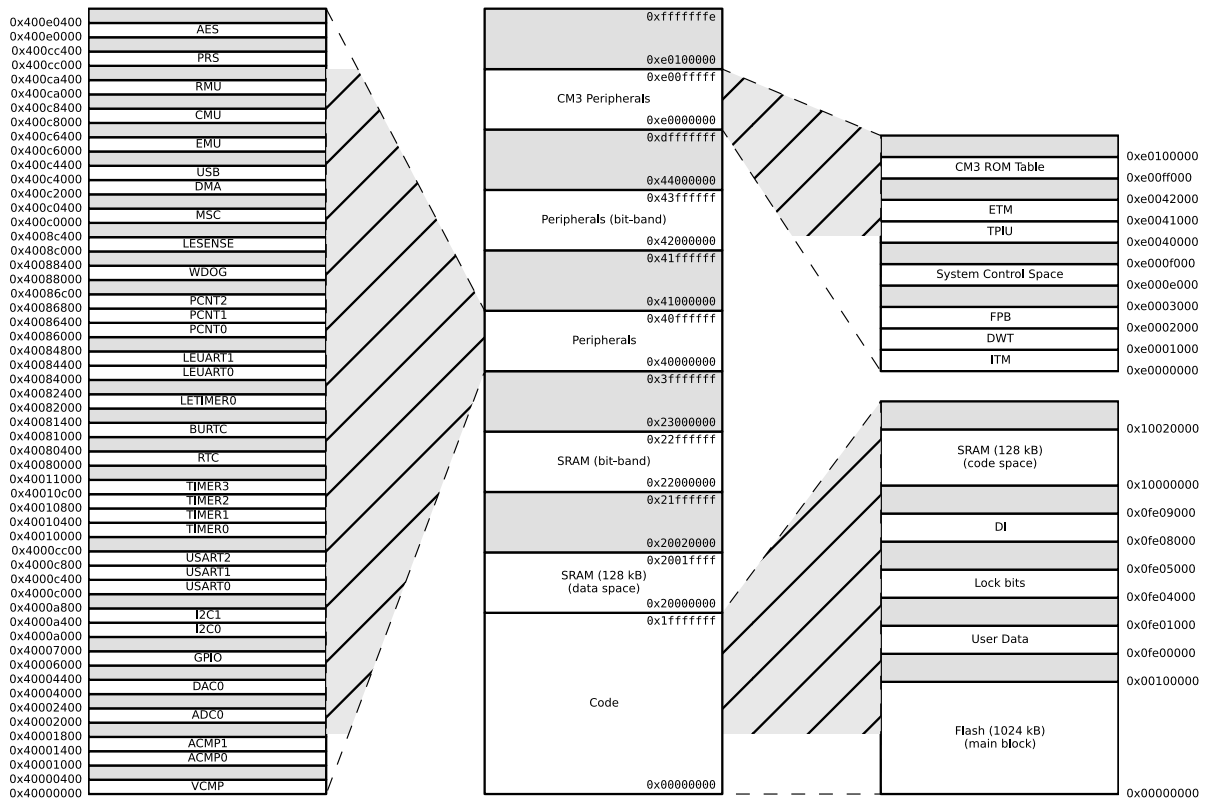 0x400e0400
AES
0x400e0000
0x400cc400
PRS
0x400cc000
0x400ca400
RMU
0x400ca000
0x400c8400
CMU
0x400c8000
0x400c6400
EMU
0x400c6000
0x400c4400
USB
0x400c4000
DMA
0x400c2000
0x400c0400
MSC
0x400c0000
0x4008c400
LESENSE
0x4008c000
0x40088400
WDOG
0x40088000
0x40086c00
PCNT2
0x40086800
PCNT1
0x40086400
PCNT0
0x40086000
0x40084800
LEUART1
0x40084400
LEUART0
0x40084000
0x40082400
LETIMER0
0x40082000
0x40081400
BURTC
0x40081000
0x40080400
RTC
0x40080000
0x40011000
TIMER3
0x40010c00
TIMER2
0x40010800
TIMER1
0x40010400
TIMER0
0x40010000
0x4000cc00
USART2
0x4000c800
USART1
0x4000c400
USART0
0x4000c000
0x4000a800
I2C1
0x4000a400
I2C0
0x4000a000
0x40007000
GPIO
0x40006000
0x40004400
DAC0
0x40004000
0x40002400
ADC0
0x40002000
0x40001800
ACMP1
0x40001400
ACMP0
0x40001000
0x40000400
VCMP
0x40000000
0xfffffffe
0xe0100000
0xe00fffff
CM3 Peripherals
0xe0000000
0xdfffffff
0x44000000
0x43ffffff
Peripherals (bit-band)
0x42000000
0x41ffffff
0x41000000
0x40ffffff
Peripherals
0x40000000
0x3fffffff
0x23000000
0x22ffffff
SRAM (bit-band)
0x22000000
0x21ffffff
0x20020000
0x2001ffff
SRAM (128 kB)
(data space)
0x20000000
0x1fffffff
Code
0x00000000
0xe0100000
CM3 ROM Table
0xe00ff000
0xe0042000
ETM
0xe0041000
TPIU
0xe0040000
0xe000f000
System Control Space
0xe000e000
0xe0003000
FPB
0xe0002000
DWT
0xe0001000
ITM
0xe0000000
0x10020000
SRAM (128 kB)
(code space)
0x10000000
0x0fe09000
DI
0x0fe08000
0x0fe05000
Lock bits
0x0fe04000
0x0fe01000
User Data
0x0fe00000
0x00100000
Flash (1024 kB)
(main block)
0x00000000